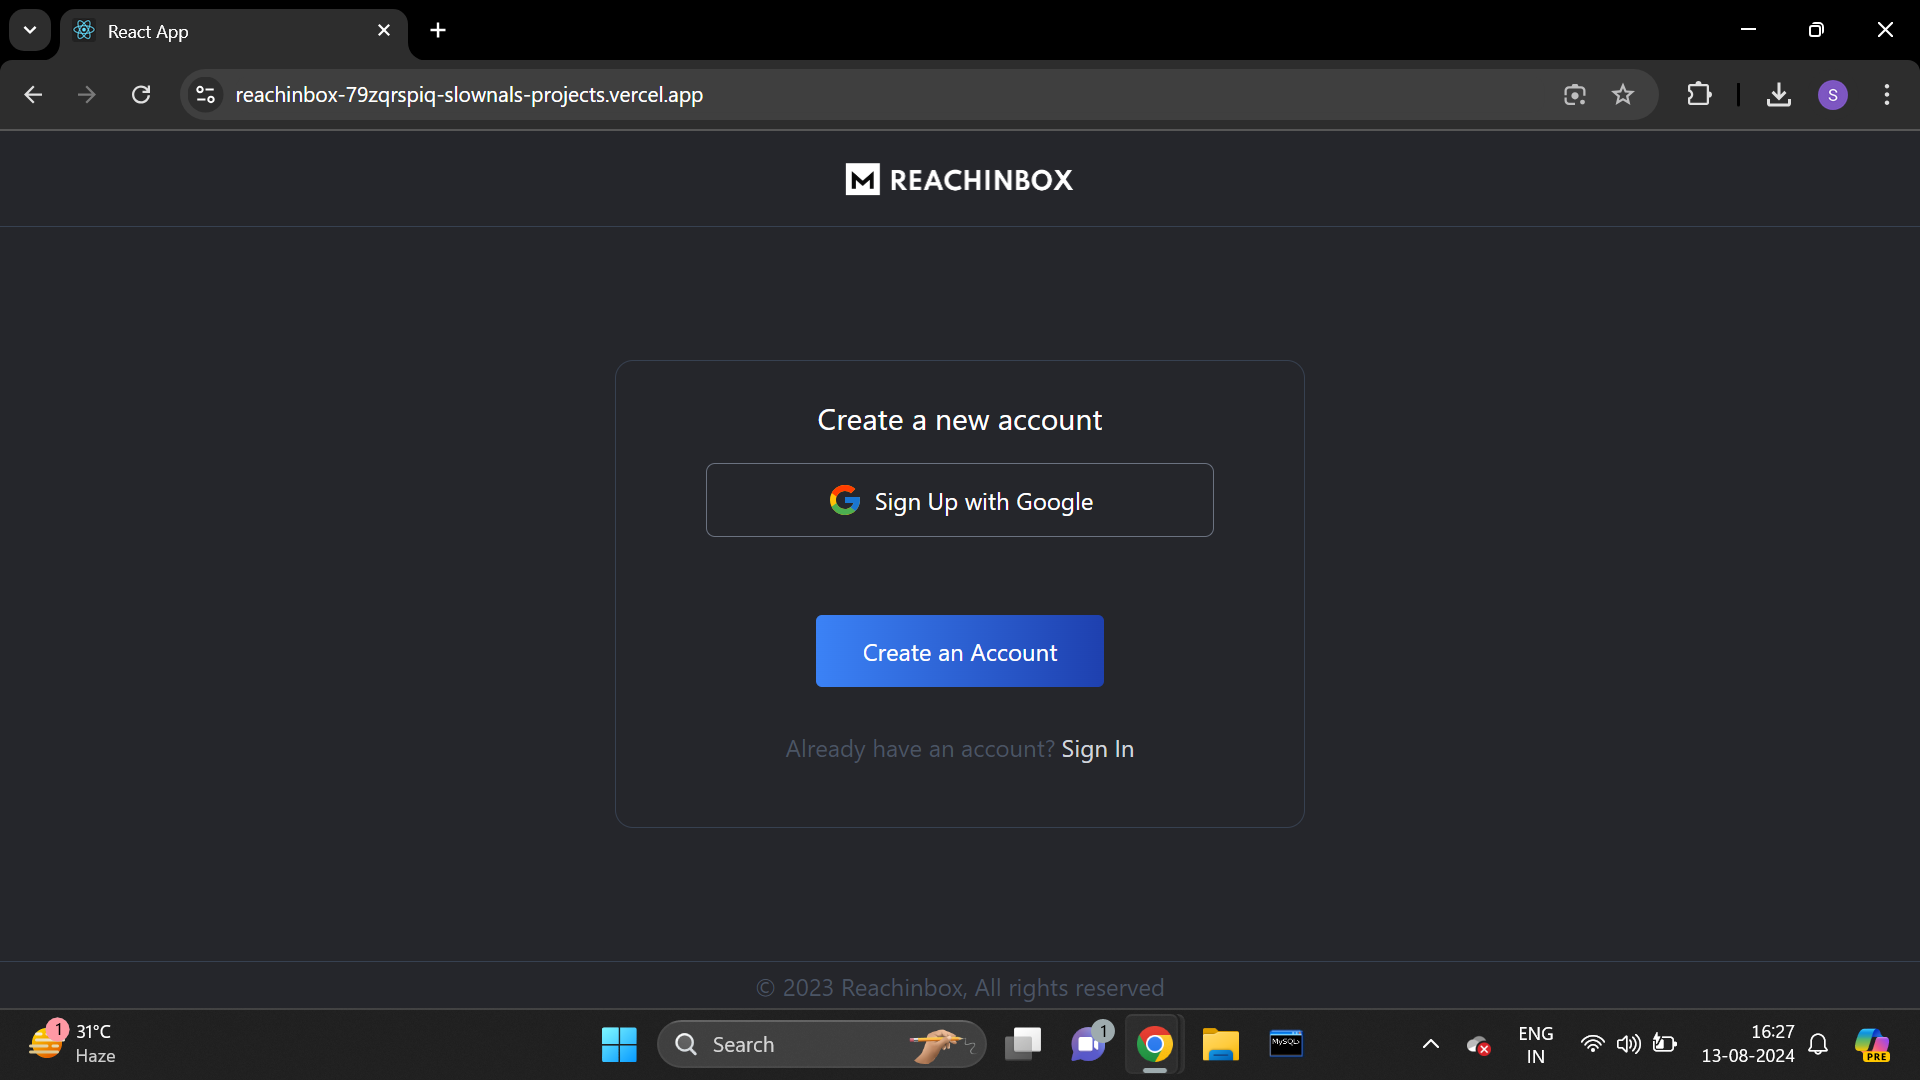 React App
reachinbox-79zqrspiq-slownals-projects.vercel.app
S
REACHINBOX
Create a new account
Sign Up with Google
Create an Account
Already have an account? Sign In
© 2023 Reachinbox, All rights reserved
1
31°C
Haze
Search
1
MySQL>
ENG
IN
16:27
13-08-2024
PRE